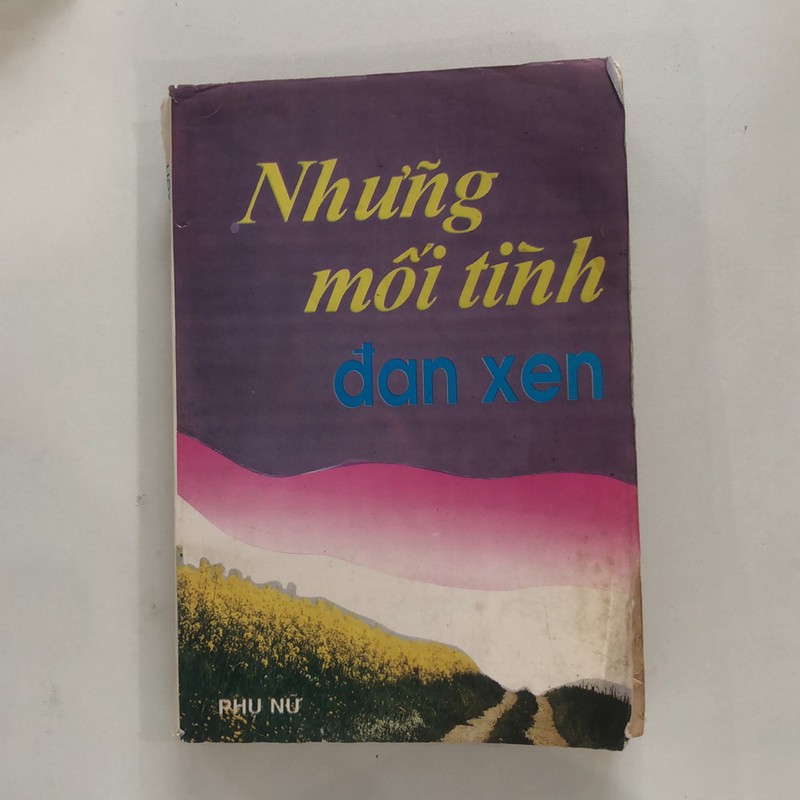 Những
mối tình
đan xen
PHỤ NỮ